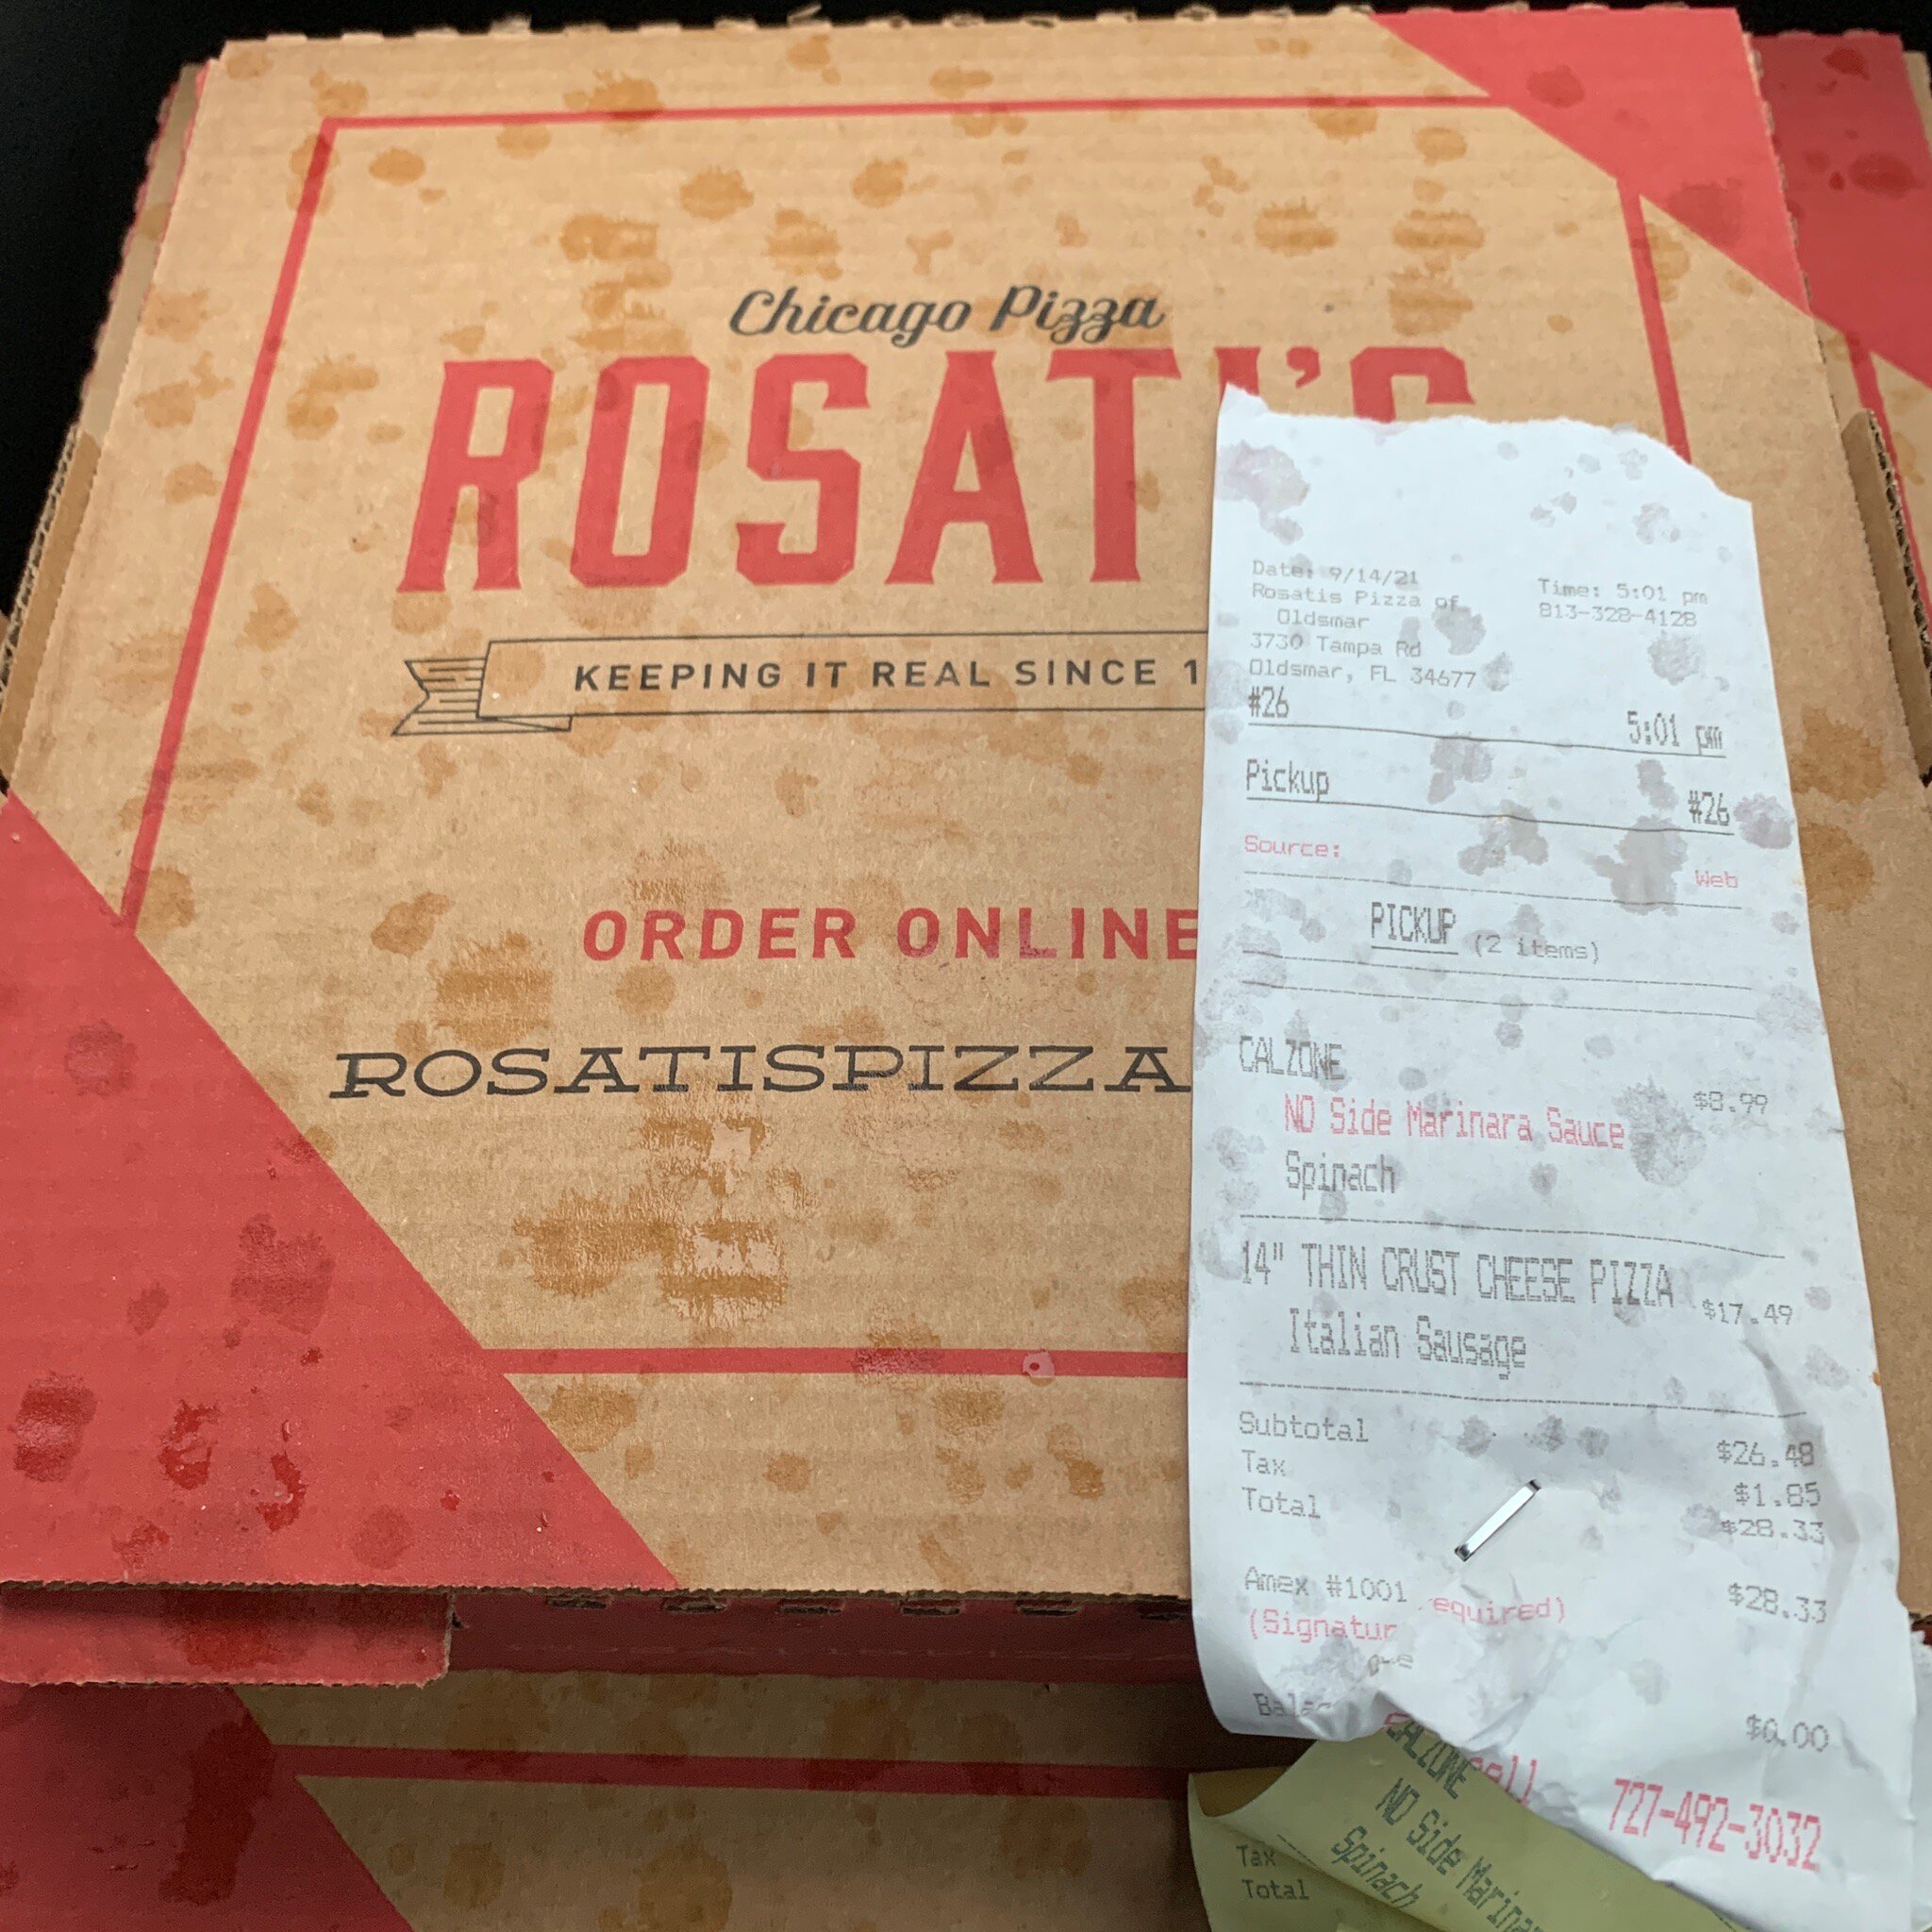 Chicago Pizza
ROSATI'S
KEEPING IT REAL SINCE 1
ORDER ONLINE
ROSATISPIZZA
Date: 9/14/21 Time: 5:01 pm
Rosatis Pizza of 813-328-4128
Oldsmar
3730 Tampa Rd
Oldsmar, FL 34677
#26 5:01 pm
Pickup #26
Source: Web
PICKUP (2 items)
CALZONE $8.99
NO Side Marinara Sauce
Spinach
14" THIN CRUST CHEESE PIZZA $17.49
Italian Sausage
Subtotal $26.48
Tax $1.85
Total $28.33
Amex #1001 $28.33
(Signatur equired)
Balan $0.00
727-492-3032
CALZONE
NO Side Marinar
Spinach
Tax
Total